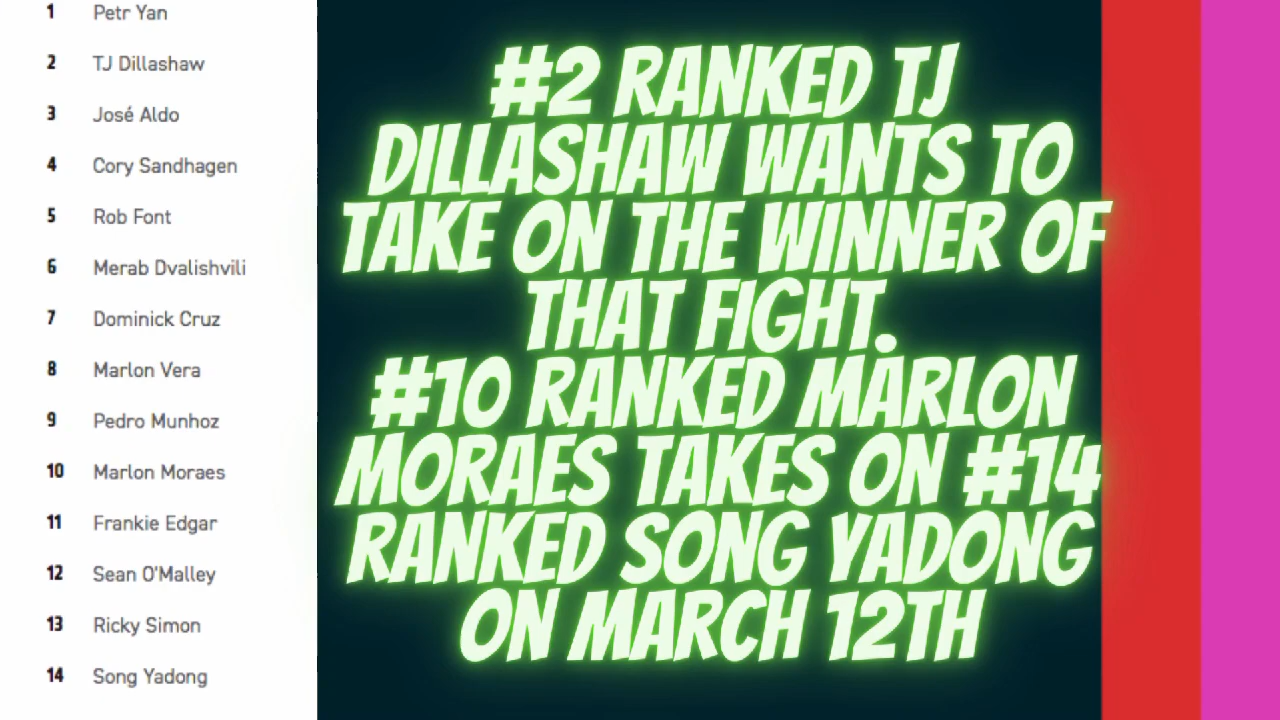 1 Petr Yan
2 TJ Dillashaw
3 José Aldo
4 Cory Sandhagen
5 Rob Font
6 Merab Dvalishvili
7 Dominick Cruz
8 Marlon Vera
9 Pedro Munhoz
10 Marlon Moraes
11 Frankie Edgar
12 Sean O'Malley
13 Ricky Simon
14 Song Yadong
#2 RANKED TJ
DILLASHAW WANTS TO
TAKE ON THE WINNER OF
THAT FIGHT.
#10 RANKED MARLON
MORAES TAKES ON #14
RANKED SONG YADONG
ON MARCH 12TH